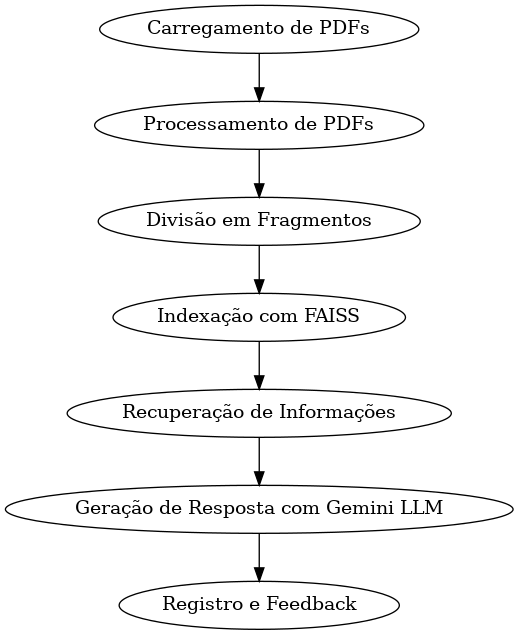 Carregamento de PDFs
Processamento de PDFs
Divisão em Fragmentos
Indexação com FAISS
Recuperação de Informações
Geração de Resposta com Gemini LLM
Registro e Feedback